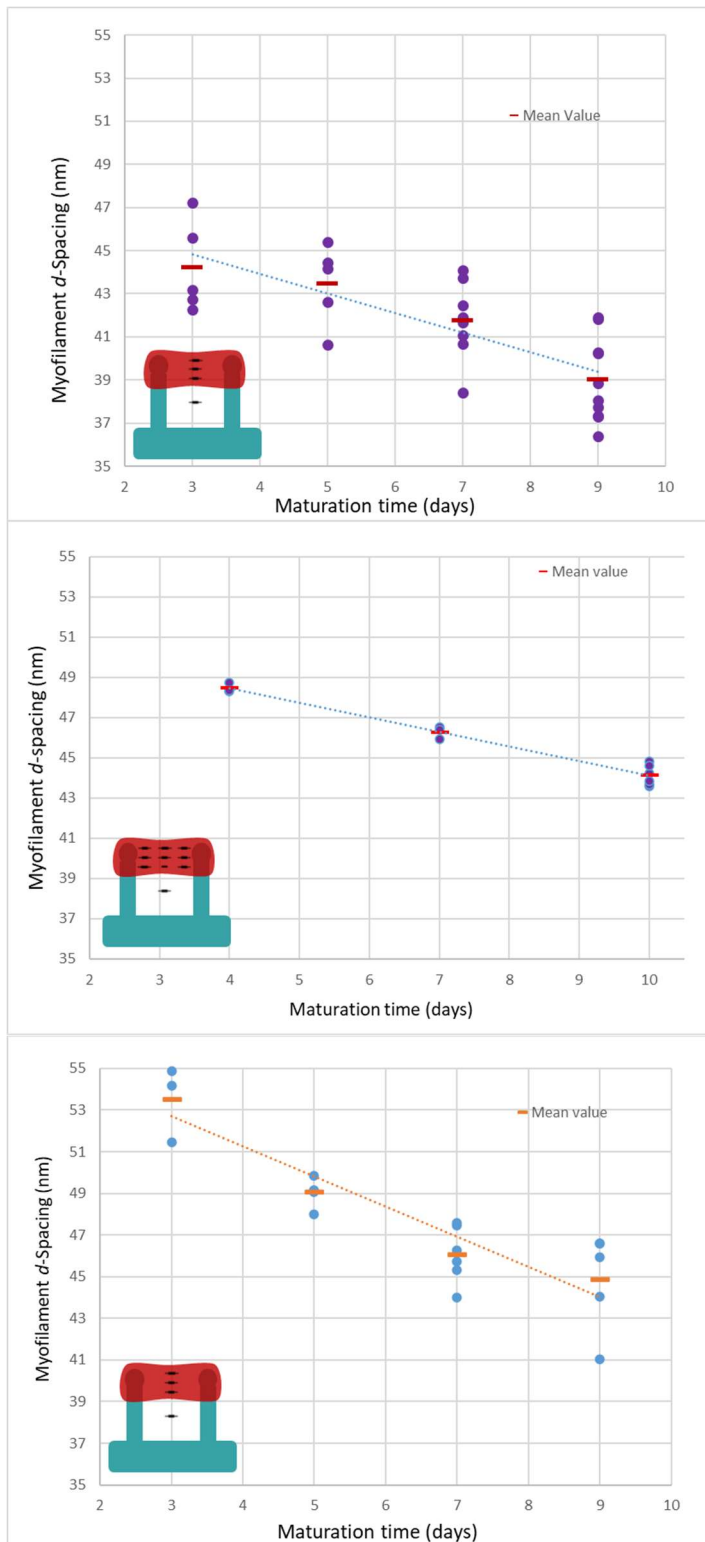 55
53
51
49
47
45
43
41
39
37
35
Myofilament d-Spacing (nm)
Mean Value
2 3 4 5 6 7 8 9 10
Maturation time (days)
55
53
51
49
47
45
43
41
39
37
35
Myofilament d-spacing (nm)
Mean value
2 3 4 5 6 7 8 9 10
Maturation time (days)
55
53
51
49
47
45
43
41
39
37
35
Myofilament d-Spacing (nm)
Mean value
2 3 4 5 6 7 8 9 10
Maturation time (days)